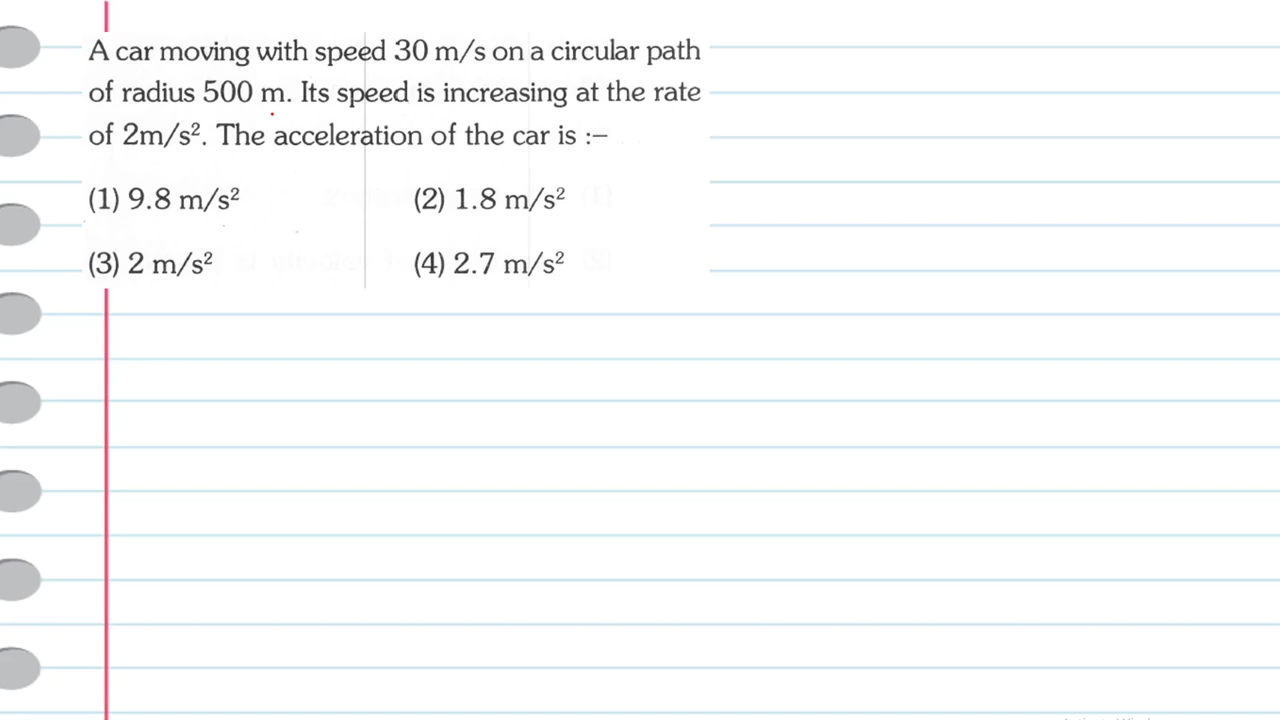 A car moving with speed 30 m/s on a circular path
of radius 500 m. Its speed is increasing at the rate
of 2m/s². The acceleration of the car is :–
(1) 9.8 m/s² (2) 1.8 m/s²
(3) 2 m/s² (4) 2.7 m/s²